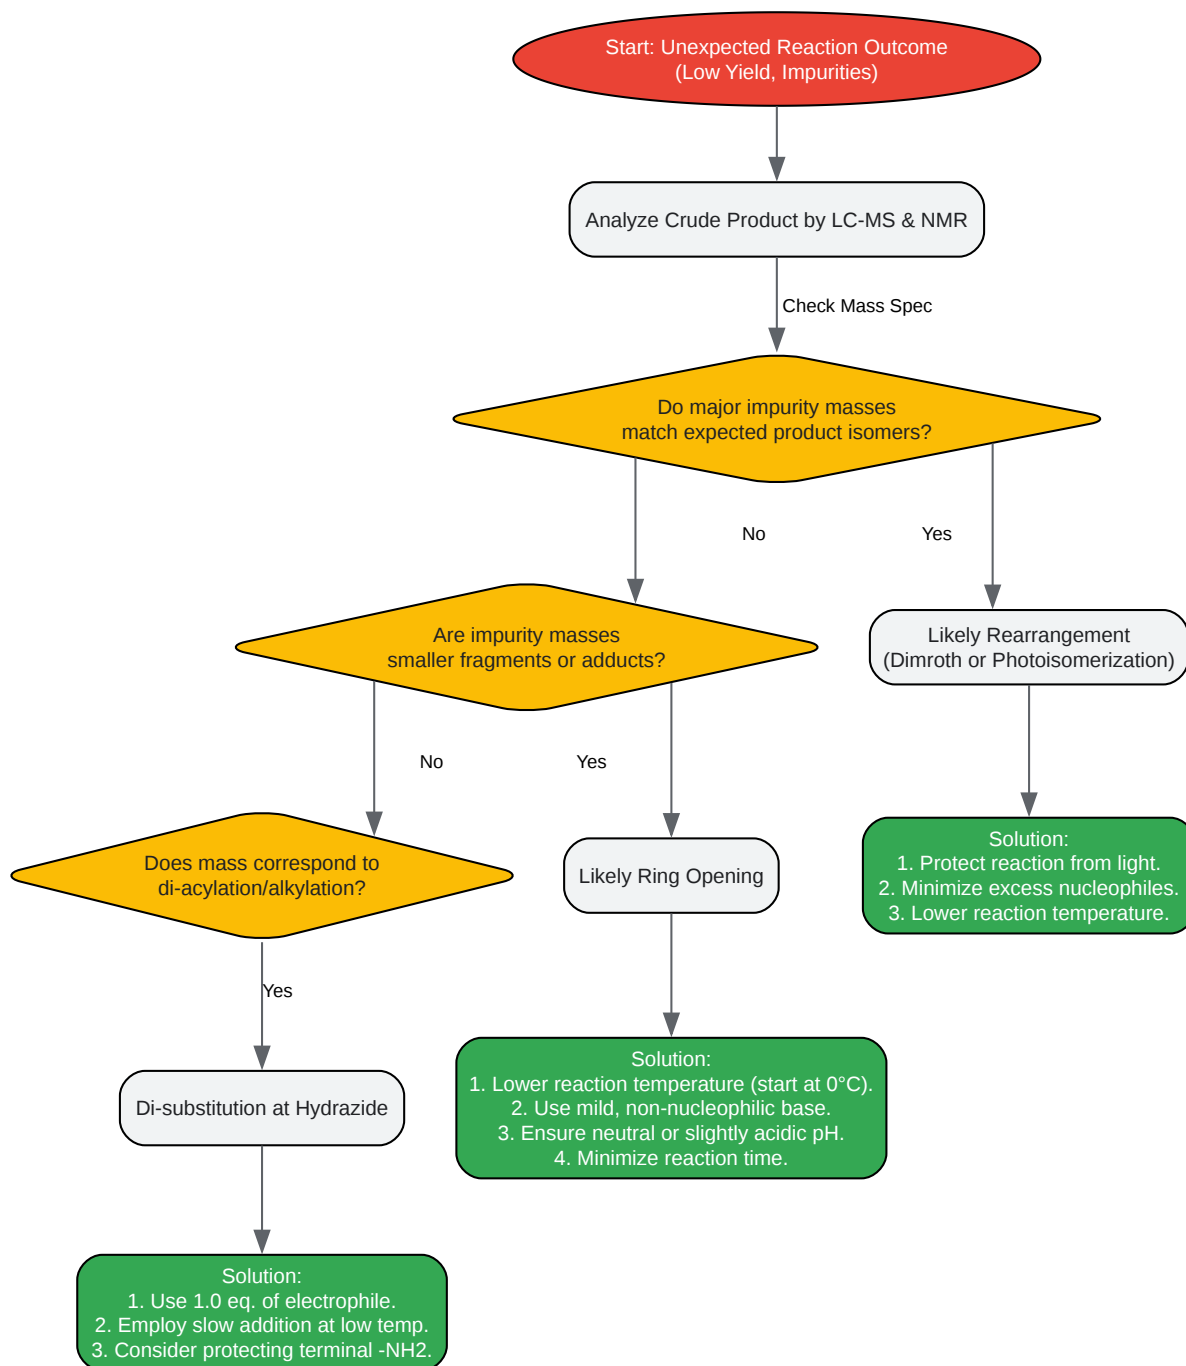 Start: Unexpected Reaction Outcome
(Low Yield, Impurities)
Analyze Crude Product by LC-MS & NMR
Check Mass Spec
Do major impurity masses
match expected product isomers?
No
Yes
Are impurity masses
smaller fragments or adducts?
Likely Rearrangement
(Dimroth or Photoisomerization)
No
Yes
Does mass correspond to
di-acylation/alkylation?
Likely Ring Opening
Solution:
1. Protect reaction from light.
2. Minimize excess nucleophiles.
3. Lower reaction temperature.
Yes
Di-substitution at Hydrazide
Solution:
1. Lower reaction temperature (start at 0°C).
2. Use mild, non-nucleophilic base.
3. Ensure neutral or slightly acidic pH.
4. Minimize reaction time.
Solution:
1. Use 1.0 eq. of electrophile.
2. Employ slow addition at low temp.
3. Consider protecting terminal -NH2.